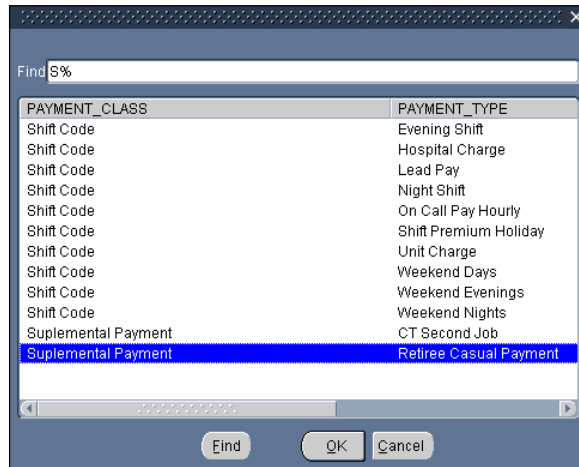 Find S%
PAYMENT_CLASS PAYMENT_TYPE
Shift Code Evening Shift
Shift Code Hospital Charge
Shift Code Lead Pay
Shift Code Night Shift
Shift Code On Call Pay Hourly
Shift Code Shift Premium Holiday
Shift Code Unit Charge
Shift Code Weekend Days
Shift Code Weekend Evenings
Shift Code Weekend Nights
Suplemental Payment CT Second Job
Suplemental Payment Retiree Casual Payment
Find OK Cancel